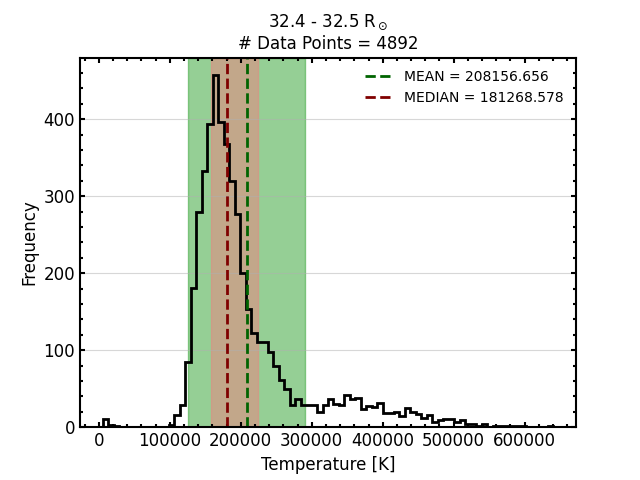 32.4 - 32.5 R⊙
# Data Points = 4892
MEAN = 208156.656
MEDIAN = 181268.578
Frequency
400
300
200
100
0
0 100000 200000 300000 400000 500000 600000
Temperature [K]